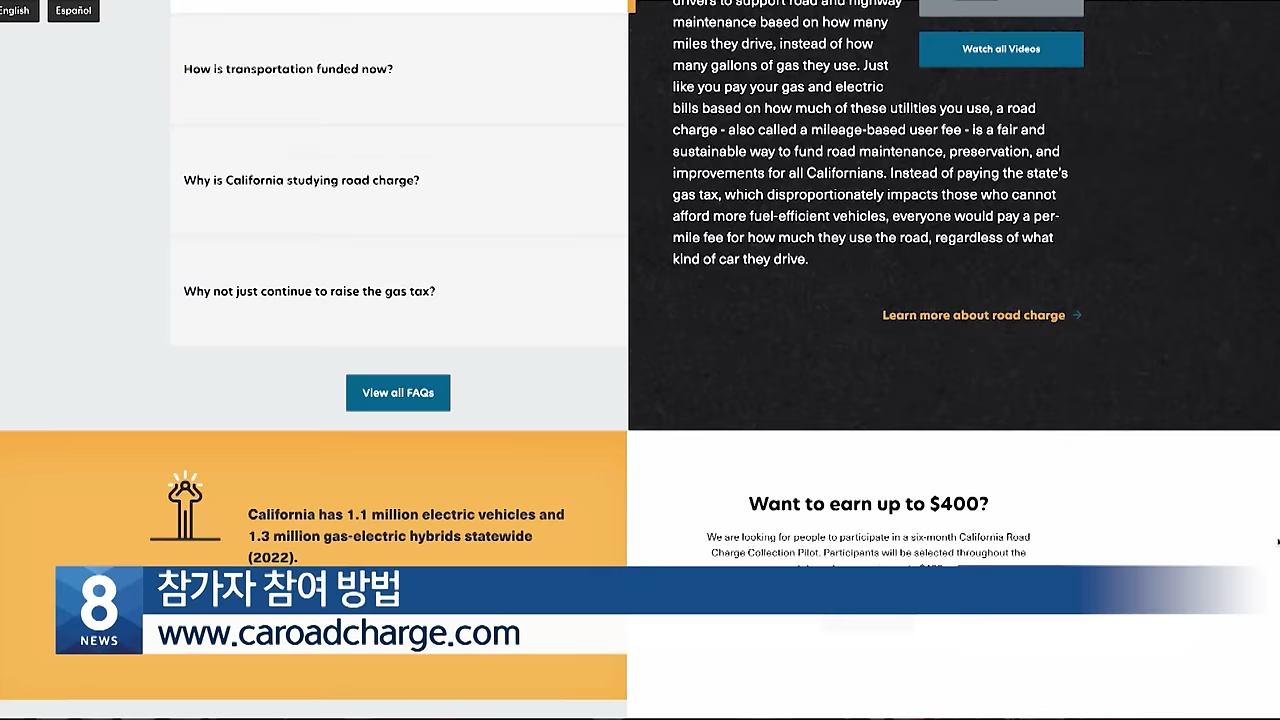 English
Español
How is transportation funded now?
Why is California studying road charge?
Why not just continue to raise the gas tax?
View all FAQs
drivers to support road and highway
maintenance based on how many
miles they drive, instead of how
many gallons of gas they use. Just
like you pay your gas and electric
bills based on how much of these utilities you use, a road
charge - also called a mileage-based user fee - is a fair and
sustainable way to fund road maintenance, preservation, and
improvements for all Californians. Instead of paying the state's
gas tax, which disproportionately impacts those who cannot
afford more fuel-efficient vehicles, everyone would pay a per-
mile fee for how much they use the road, regardless of what
kind of car they drive.
Watch all Videos
Learn more about road charge
California has 1.1 million electric vehicles and
1.3 million gas-electric hybrids statewide
(2022).
Want to earn up to $400?
We are looking for people to participate in a six-month California Road
Charge Collection Pilot. Participants will be selected throughout the
8
NEWS
참가자 참여 방법
www.caroadcharge.com